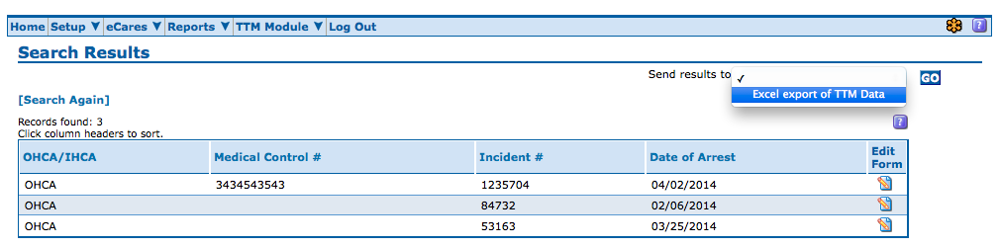 Home Setup ▼ eCares ▼ Reports ▼ TTM Module ▼ Log Out ?
Search Results
Send results to ✓ GO
Excel export of TTM Data
[Search Again]
Records found: 3 ?
Click column headers to sort.
OHCA/IHCA Medical Control # Incident # Date of Arrest Edit Form
OHCA 3434543543 1235704 04/02/2014
OHCA 84732 02/06/2014
OHCA 53163 03/25/2014